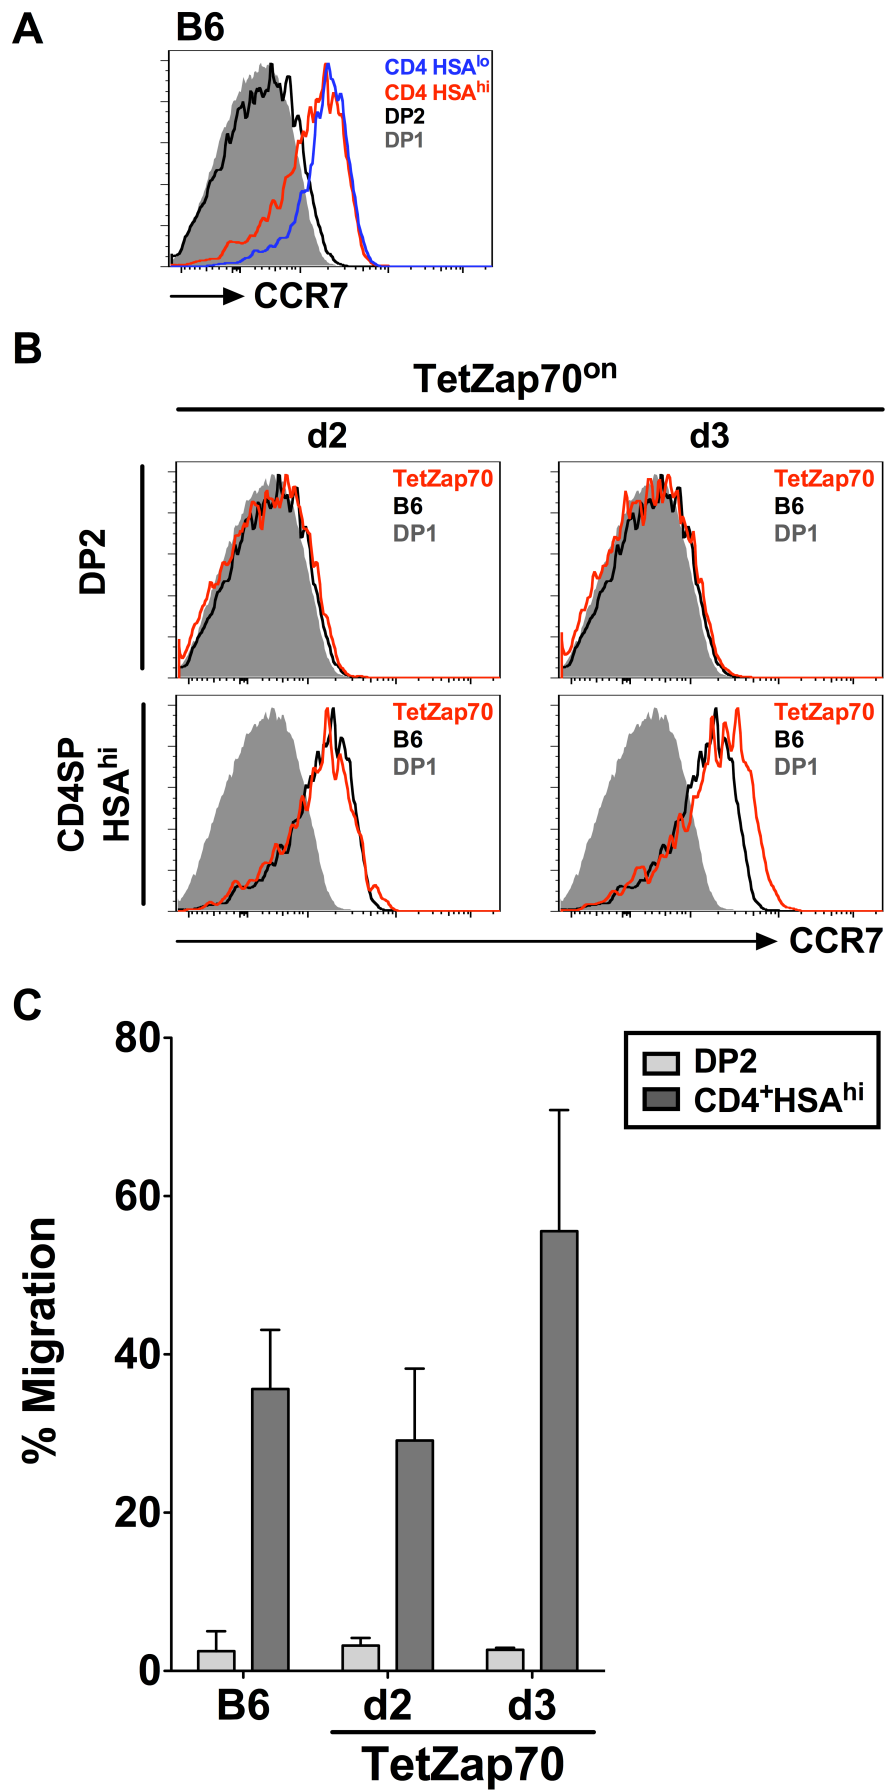 A
B6
CD4 HSAlo
CD4 HSAhi
DP2
DP1
CCR7
B
TetZap70on
d2 d3
DP2
TetZap70
B6
DP1
TetZap70
B6
DP1
CD4SP
HSAhi
TetZap70
B6
DP1
TetZap70
B6
DP1
CCR7
C
% Migration
80
60
40
20
0
DP2
CD4+HSAhi
B6 d2 d3
TetZap70